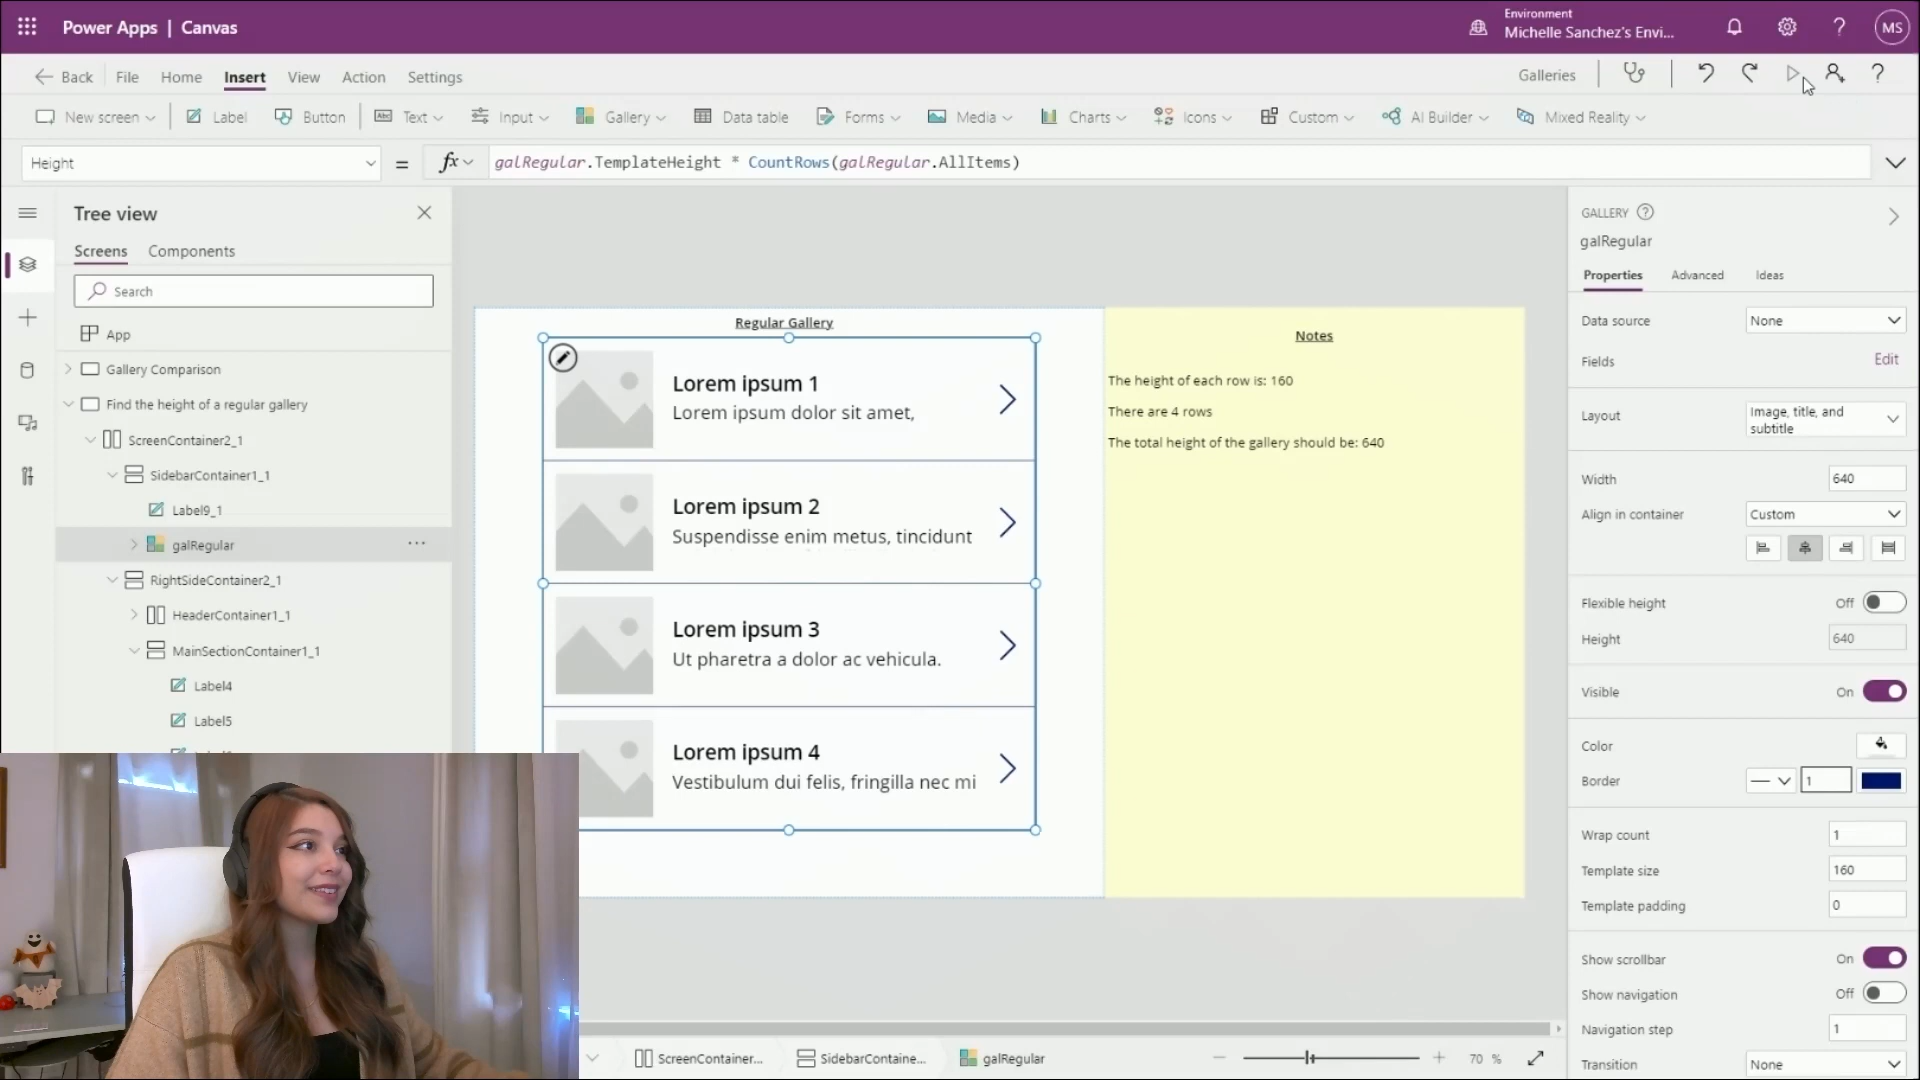 Power Apps | Canvas
Environment
Michelle Sanchez's Envi...
MS
Back File Home Insert View Action Settings
Galleries
New screen Label Button Text Input Gallery Data table Forms Media Charts Icons Custom AI Builder Mixed Reality
Height = fx galRegular.TemplateHeight * CountRows(galRegular.AllItems)
Tree view
Screens Components
Search
App
Gallery Comparison
Find the height of a regular gallery
ScreenContainer2_1
SidebarContainer1_1
Label9_1
galRegular
RightSideContainer2_1
HeaderContainer1_1
MainSectionContainer1_1
Label4
Label5
Regular Gallery
Lorem ipsum 1
Lorem ipsum dolor sit amet,
Lorem ipsum 2
Suspendisse enim metus, tincidunt
Lorem ipsum 3
Ut pharetra a dolor ac vehicula.
Lorem ipsum 4
Vestibulum dui felis, fringilla nec mi
Notes
The height of each row is: 160
There are 4 rows
The total height of the gallery should be: 640
GALLERY
galRegular
Properties Advanced Ideas
Data source None
Fields Edit
Layout Image, title, and
subtitle
Width 640
Align in container Custom
Flexible height Off
Height 640
Visible On
Color
Border 1
Wrap count 1
Template size 160
Template padding 0
Show scrollbar On
Show navigation Off
Navigation step 1
Transition None
ScreenContainer... SidebarContaine... galRegular
70 %